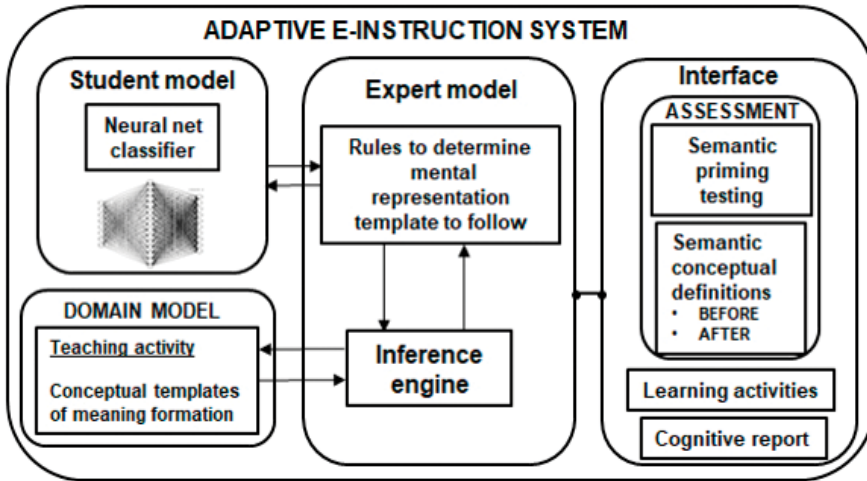 ADAPTIVE E-INSTRUCTION SYSTEM
Student model
Neural net
classifier
DOMAIN MODEL
Teaching activity
Conceptual templates
of meaning formation
Expert model
Rules to determine
mental
representation
template to follow
Inference
engine
Interface
ASSESSMENT
Semantic
priming
testing
Semantic
conceptual
definitions
• BEFORE
• AFTER
Learning activities
Cognitive report